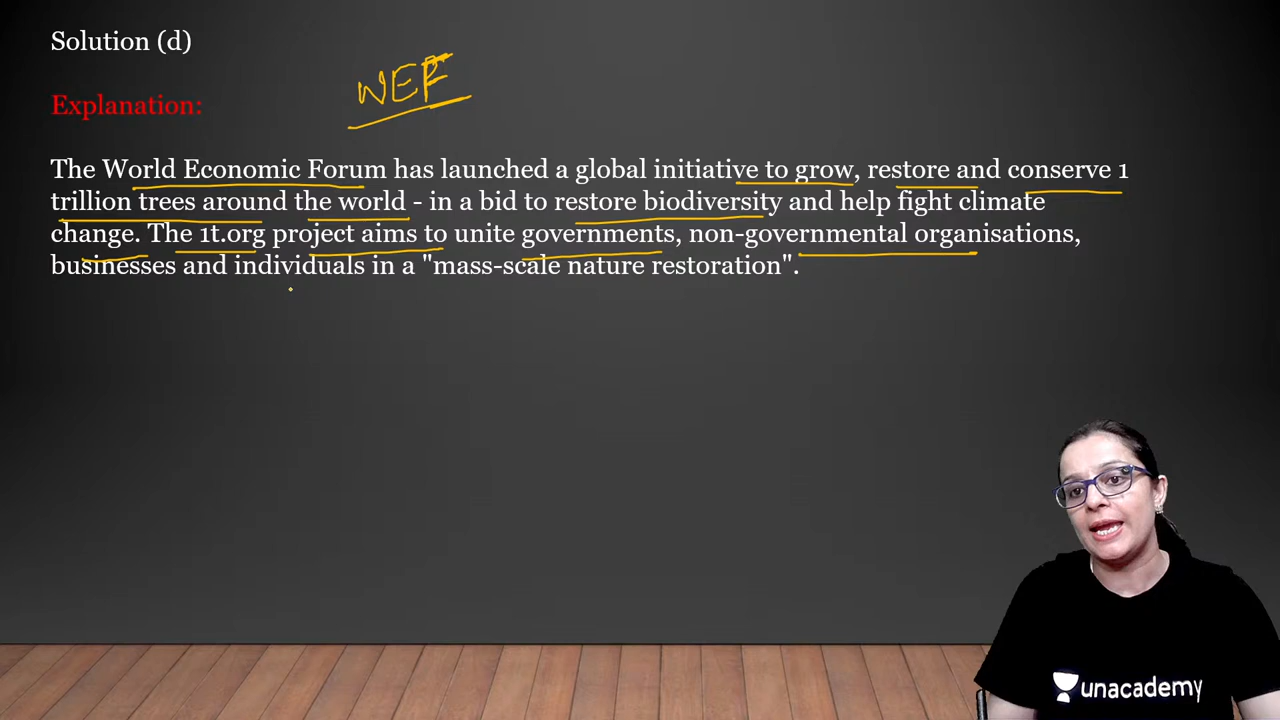 Solution (d)
WEF
Explanation:
The World Economic Forum has launched a global initiative to grow, restore and conserve 1
trillion trees around the world - in a bid to restore biodiversity and help fight climate
change. The 1t.org project aims to unite governments, non-governmental organisations,
businesses and individuals in a "mass-scale nature restoration".
unacademy